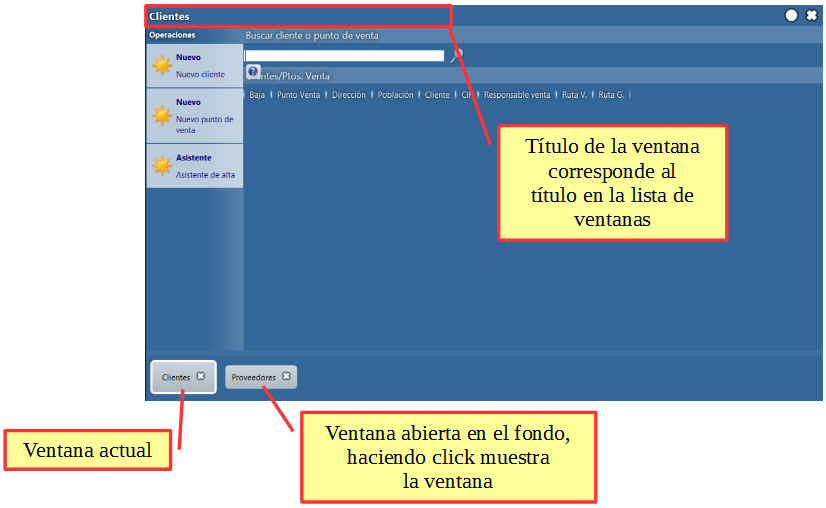 Clientes
Operaciones
Buscar cliente o punto de venta
Nuevo
Nuevo cliente
Nuevo
Nuevo punto de
venta
Asistente
Asistente de alta
?
ntes/Ptos. Venta
Baja Punto Venta Dirección Población Cliente CIF Responsable venta Ruta V. Ruta G.
Título de la ventana
corresponde al
título en la lista de
ventanas
Clientes
Proveedores
Ventana actual
Ventana abierta en el fondo,
haciendo click muestra
la ventana